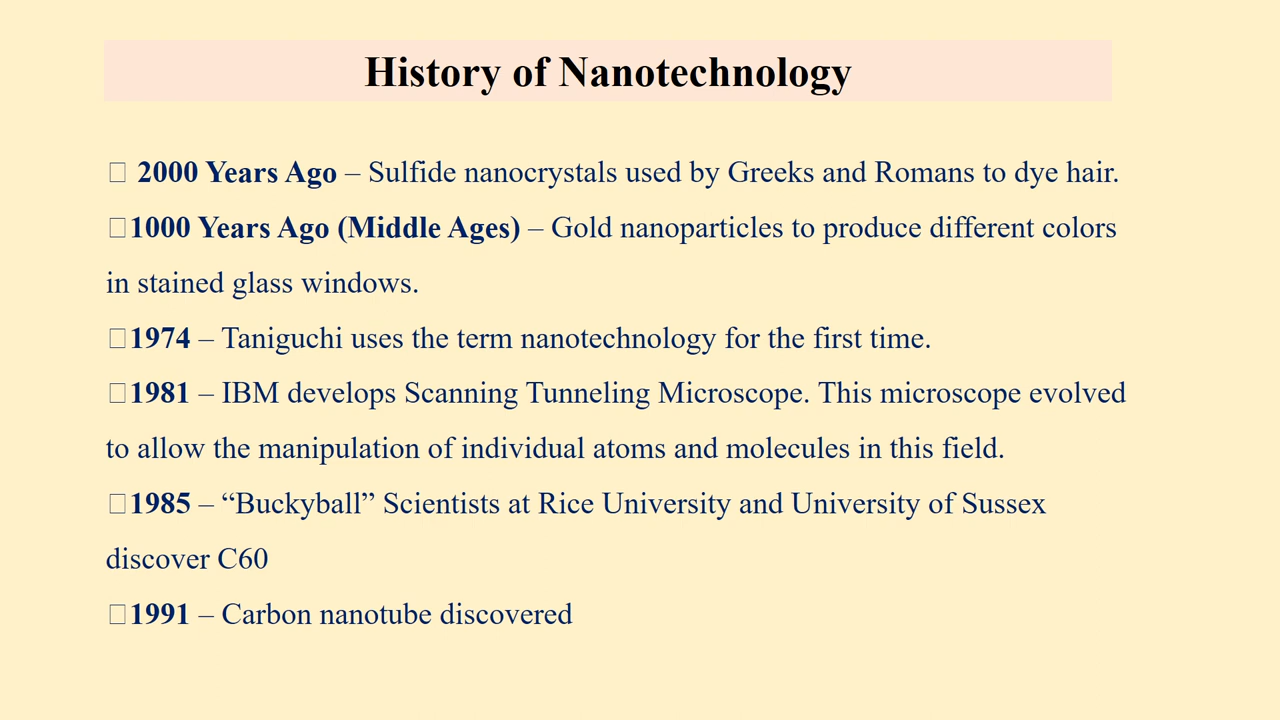 History of Nanotechnology
□ 2000 Years Ago – Sulfide nanocrystals used by Greeks and Romans to dye hair.
□1000 Years Ago (Middle Ages) – Gold nanoparticles to produce different colors
in stained glass windows.
□1974 – Taniguchi uses the term nanotechnology for the first time.
□1981 – IBM develops Scanning Tunneling Microscope. This microscope evolved
to allow the manipulation of individual atoms and molecules in this field.
□1985 – “Buckyball” Scientists at Rice University and University of Sussex
discover C60
□1991 – Carbon nanotube discovered